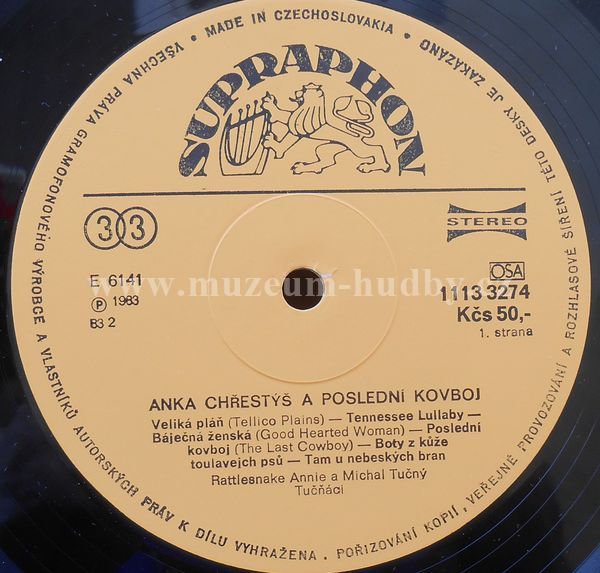 VŠECHNA PRÁVA GRAMOFONOVÉHO VÝROBCE A VLASTNÍKŮ AUTORSKÝCH PRÁV K DÍLU VYHRAŽENA. POŘIZOVÁNÍ KOPIÍ, VEŘEJNÉ PROVOZOVÁNÍ A ROZHLASOVÉ ŠÍŘENÍ TÉTO DESKY JE ZAKÁZÁNO • MADE IN CZECHOSLOVAKIA •
SUPRAPHON
33
STEREO
E 6141
OSA
℗ 1983
1113 3274
83 2
Kčs 50,-
1. strana
www.muzeum-hudby.cz
ANKA CHŘESTÝŠ A POSLEDNÍ KOVBOJ
Veliká pláň (Tellico Plains) — Tennessee Lullaby —
Báječná ženská (Good Hearted Woman) — Poslední
kovboj (The Last Cowboy) — Boty z kůže
toulavejch psů — Tam u nebeských bran
Rattlesnake Annie a Michal Tučný
Tučňáci